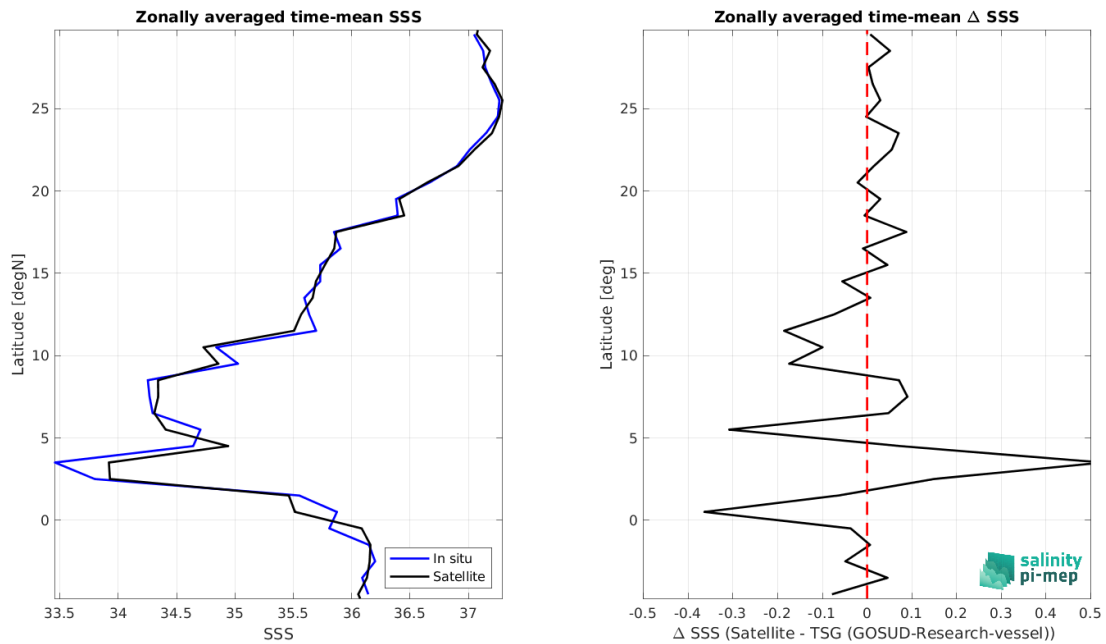 Zonally averaged time-mean SSS
25
20
15
10
5
0
Latitude [degN]
33.5 34 34.5 35 35.5 36 36.5 37
SSS
In situ
Satellite
Zonally averaged time-mean Δ SSS
25
20
15
10
5
0
Latitude [deg]
-0.5 -0.4 -0.3 -0.2 -0.1 0 0.1 0.2 0.3 0.4 0.5
Δ SSS (Satellite - TSG (GOSUD-Research-vessel))
salinity
pi-mep